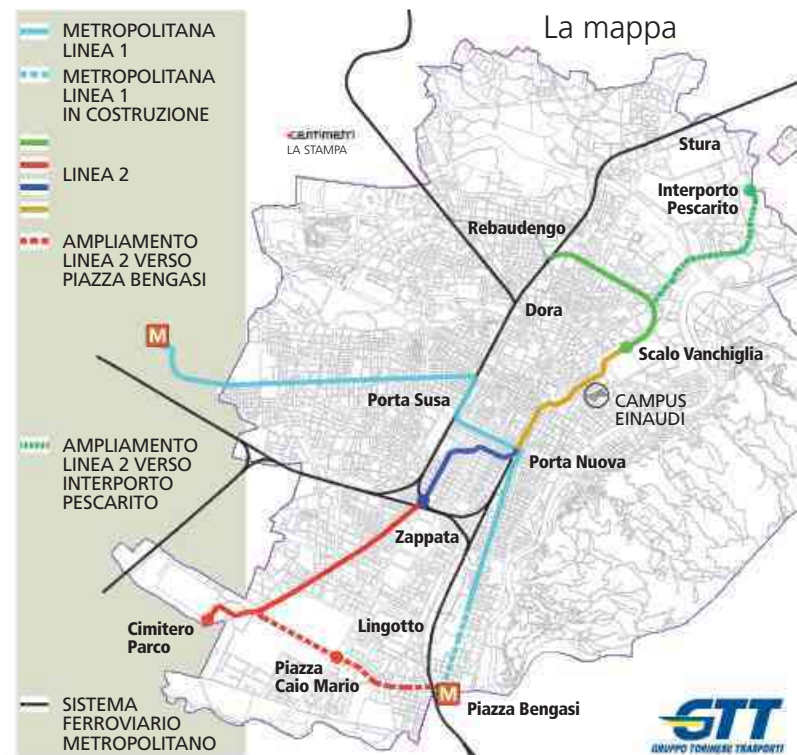 La mappa
METROPOLITANA
LINEA 1
METROPOLITANA
LINEA 1
IN COSTRUZIONE
LINEA 2
AMPLIAMENTO
LINEA 2 VERSO
PIAZZA BENGASI
AMPLIAMENTO
LINEA 2 VERSO
INTERPORTO
PESCARITO
SISTEMA
FERROVIARIO
METROPOLITANO
centimetri
LA STAMPA
Stura
Interporto
Pescarito
Rebaudengo
Dora
M
Scalo Vanchiglia
Porta Susa
CAMPUS
EINAUDI
Porta Nuova
Zappata
Cimitero
Parco
Lingotto
Piazza
Caio Mario
M
Piazza Bengasi
GTT
GRUPPO TORINESE TRASPORTI